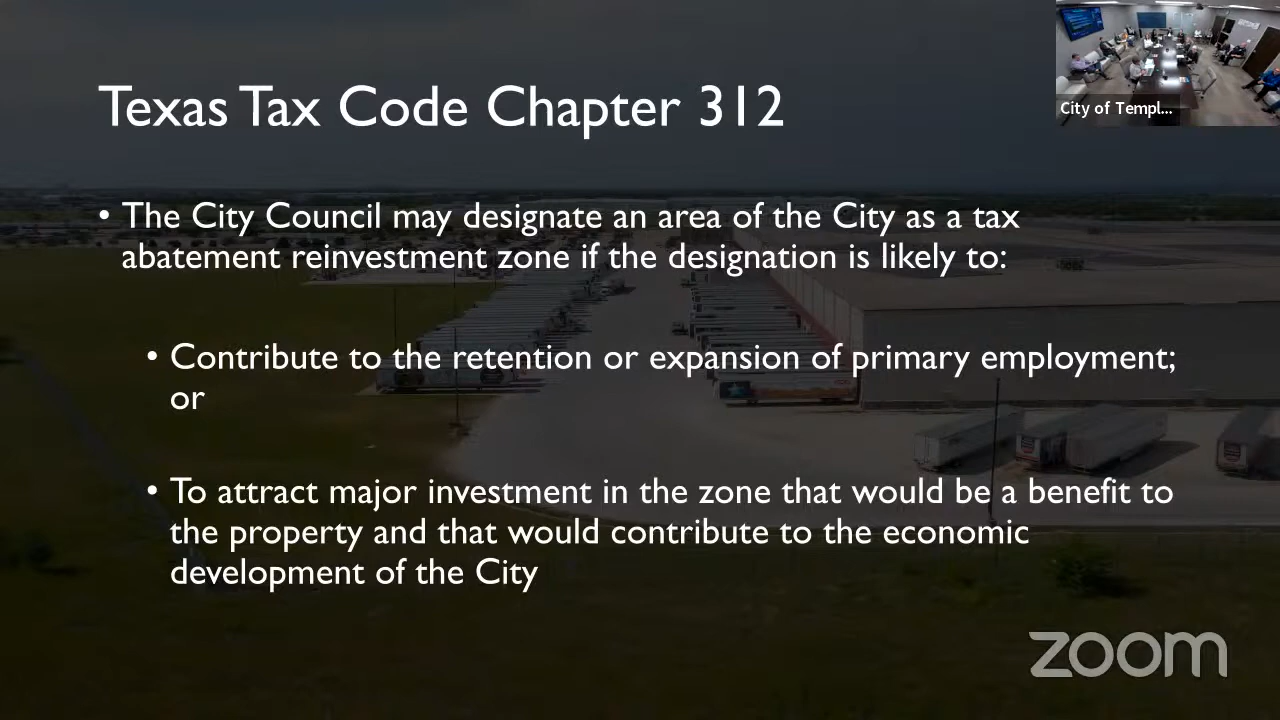 Texas Tax Code Chapter 312
City of Templ...
• The City Council may designate an area of the City as a tax
abatement reinvestment zone if the designation is likely to:
• Contribute to the retention or expansion of primary employment;
or
• To attract major investment in the zone that would be a benefit to
the property and that would contribute to the economic
development of the City
zoom